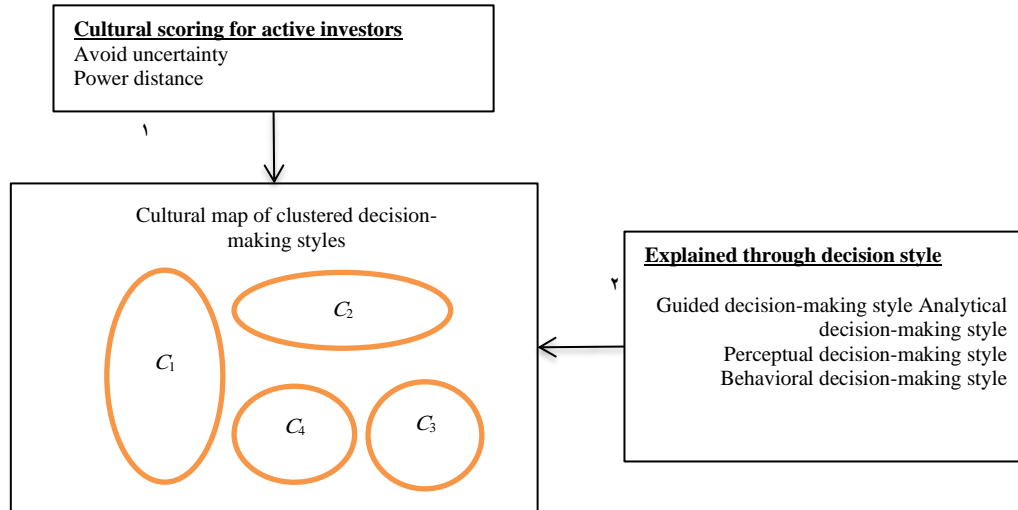 Cultural scoring for active investors
Avoid uncertainty
Power distance
۱
Cultural map of clustered decision-
making styles
C1
C2
C4
C3
۲
Explained through decision style
Guided decision-making style Analytical
decision-making style
Perceptual decision-making style
Behavioral decision-making style